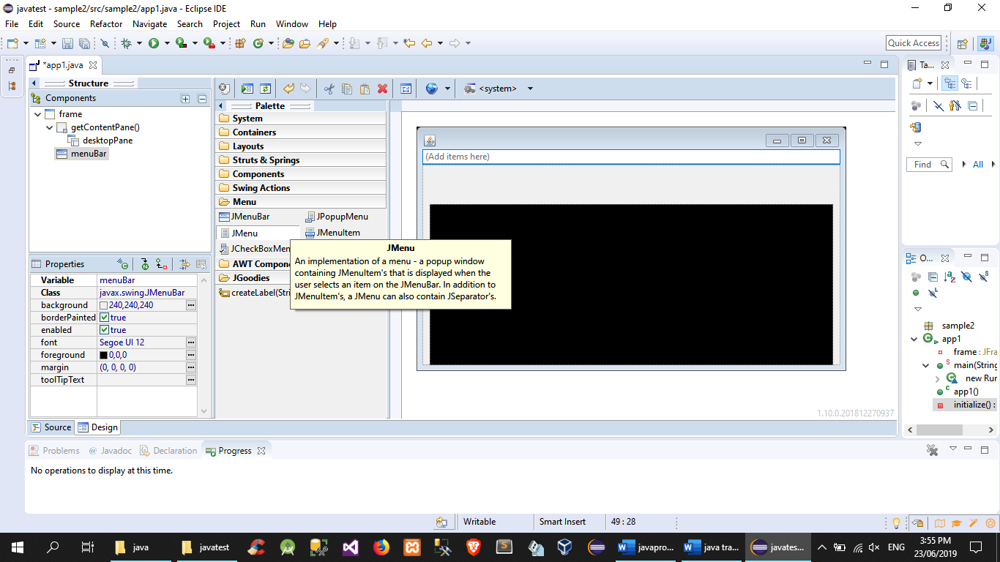 javatest - sample2/src/sample2/app1.java - Eclipse IDE
File Edit Source Refactor Navigate Search Project Run Window Help
Quick Access
*app1.java
Structure
Components
frame
getContentPane()
desktopPane
menuBar
Properties
Variable menuBar
Class javax.swing.JMenuBar
background 240,240,240
borderPainted true
enabled true
font Segoe UI 12
foreground 0,0,0
margin (0, 0, 0, 0)
toolTipText
Source Design
<system>
Palette
System
Containers
Layouts
Struts & Springs
Components
Swing Actions
Menu
JMenuBar JPopupMenu
JMenu JMenuItem
JCheckBoxMen
AWT Compon
JGoodies
createLabel(Stri
JMenu
An implementation of a menu - a popup window
containing JMenuItem's that is displayed when the
user selects an item on the JMenuBar. In addition to
JMenuItem's, a JMenu can also contain JSeparator's.
(Add items here)
1.10.0.201812270937
Ta...
Find All
O...
sample2
app1
frame : JFra
main(String
new Rur
app1()
initialize() :
Problems @ Javadoc Declaration Progress
No operations to display at this time.
Writable Smart Insert 49 : 28
java javatest javapro... java tra... javates... ENG 3:55 PM
23/06/2019